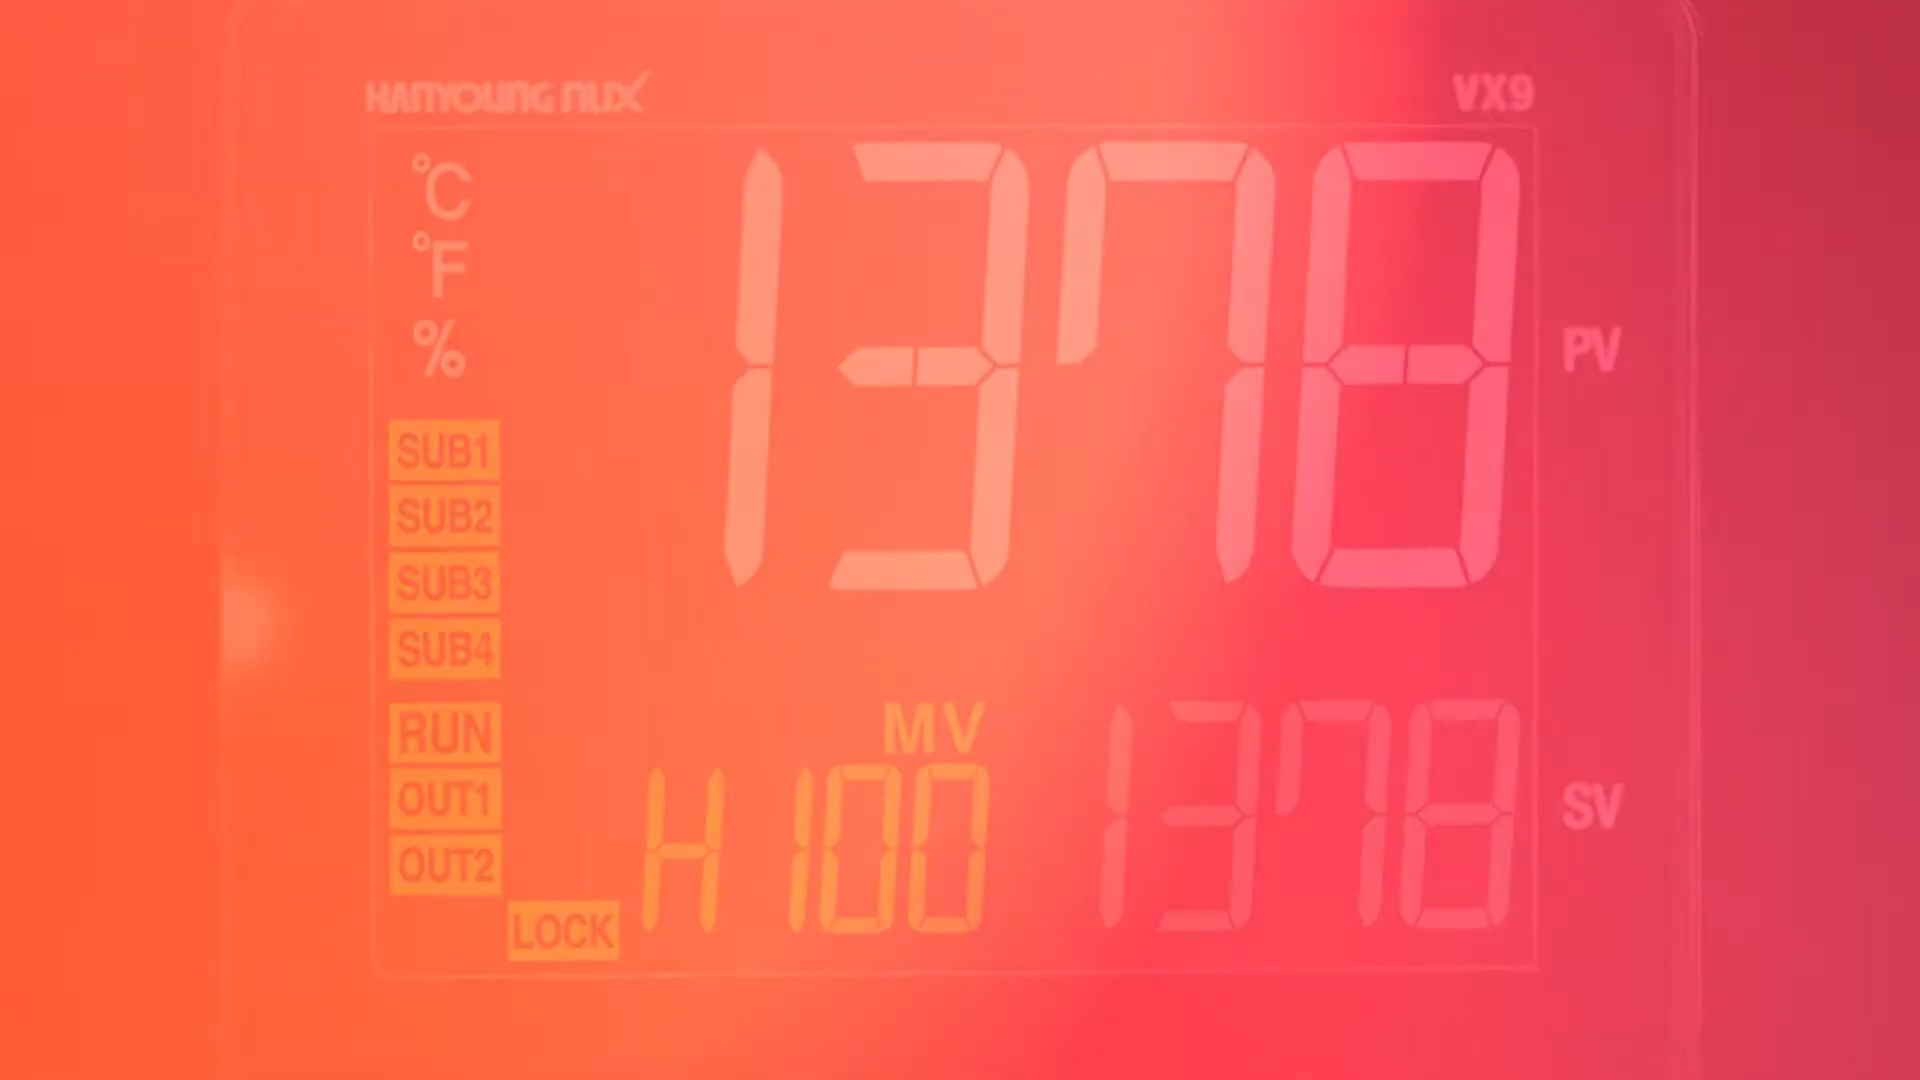 HANYOUNG NUX VX9
°C
°F
%
1378 PV
SUB1
SUB2
SUB3
SUB4
RUN
OUT1
OUT2
LOCK
MV
H 100
1378 SV